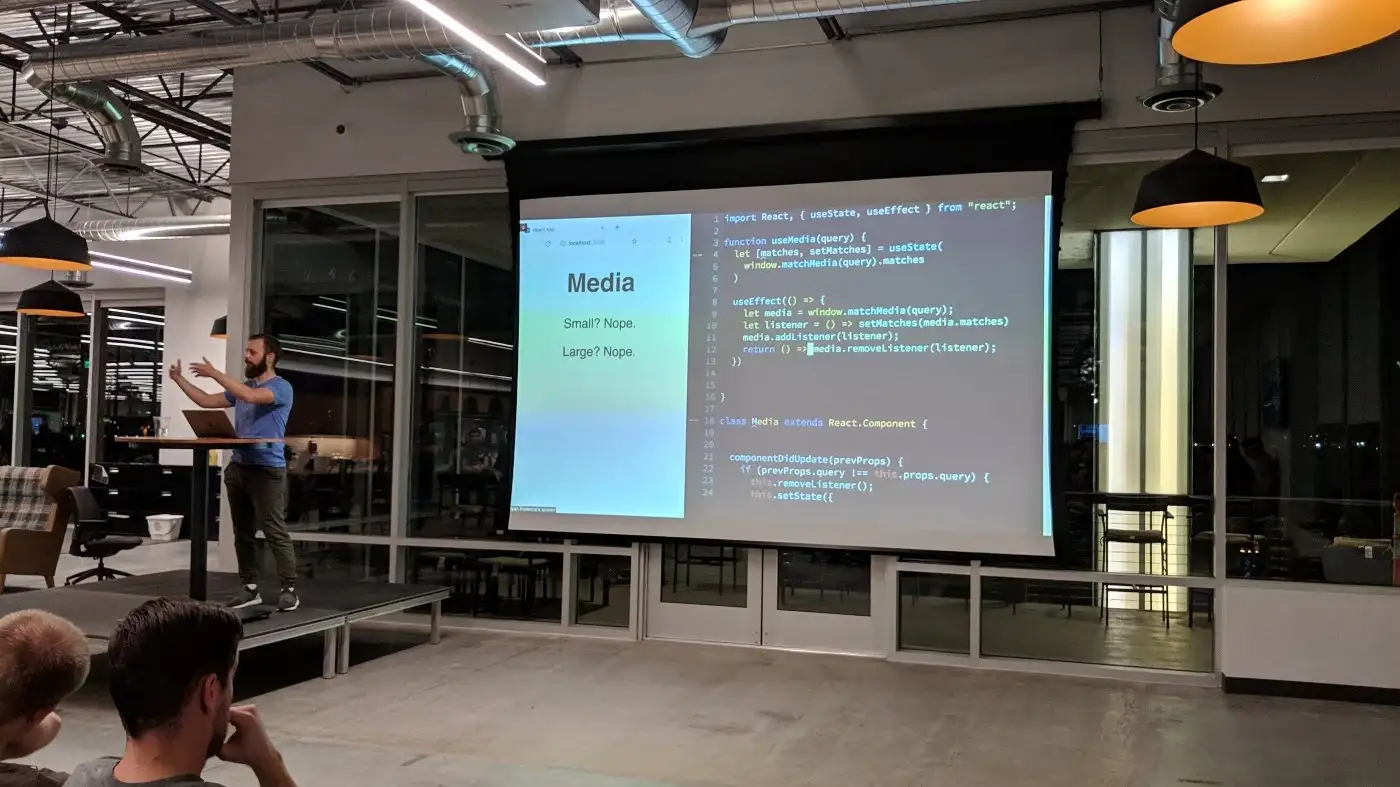 React App
localhost
Media
Small? Nope.
Large? Nope.
1 import React, { useState, useEffect } from "react";
2
3 function useMedia(query) {
4 let [matches, setMatches] = useState(
5 window.matchMedia(query).matches
6 )
7
8 useEffect(() => {
9 let media = window.matchMedia(query);
10 let listener = () => setMatches(media.matches)
11 media.addListener(listener);
12 return () => media.removeListener(listener);
13 })
14
15
16 }
17
18 class Media extends React.Component {
19
20
21 componentDidUpdate(prevProps) {
22 if (prevProps.query !== this.props.query) {
23 this.removeListener();
24 this.setState({